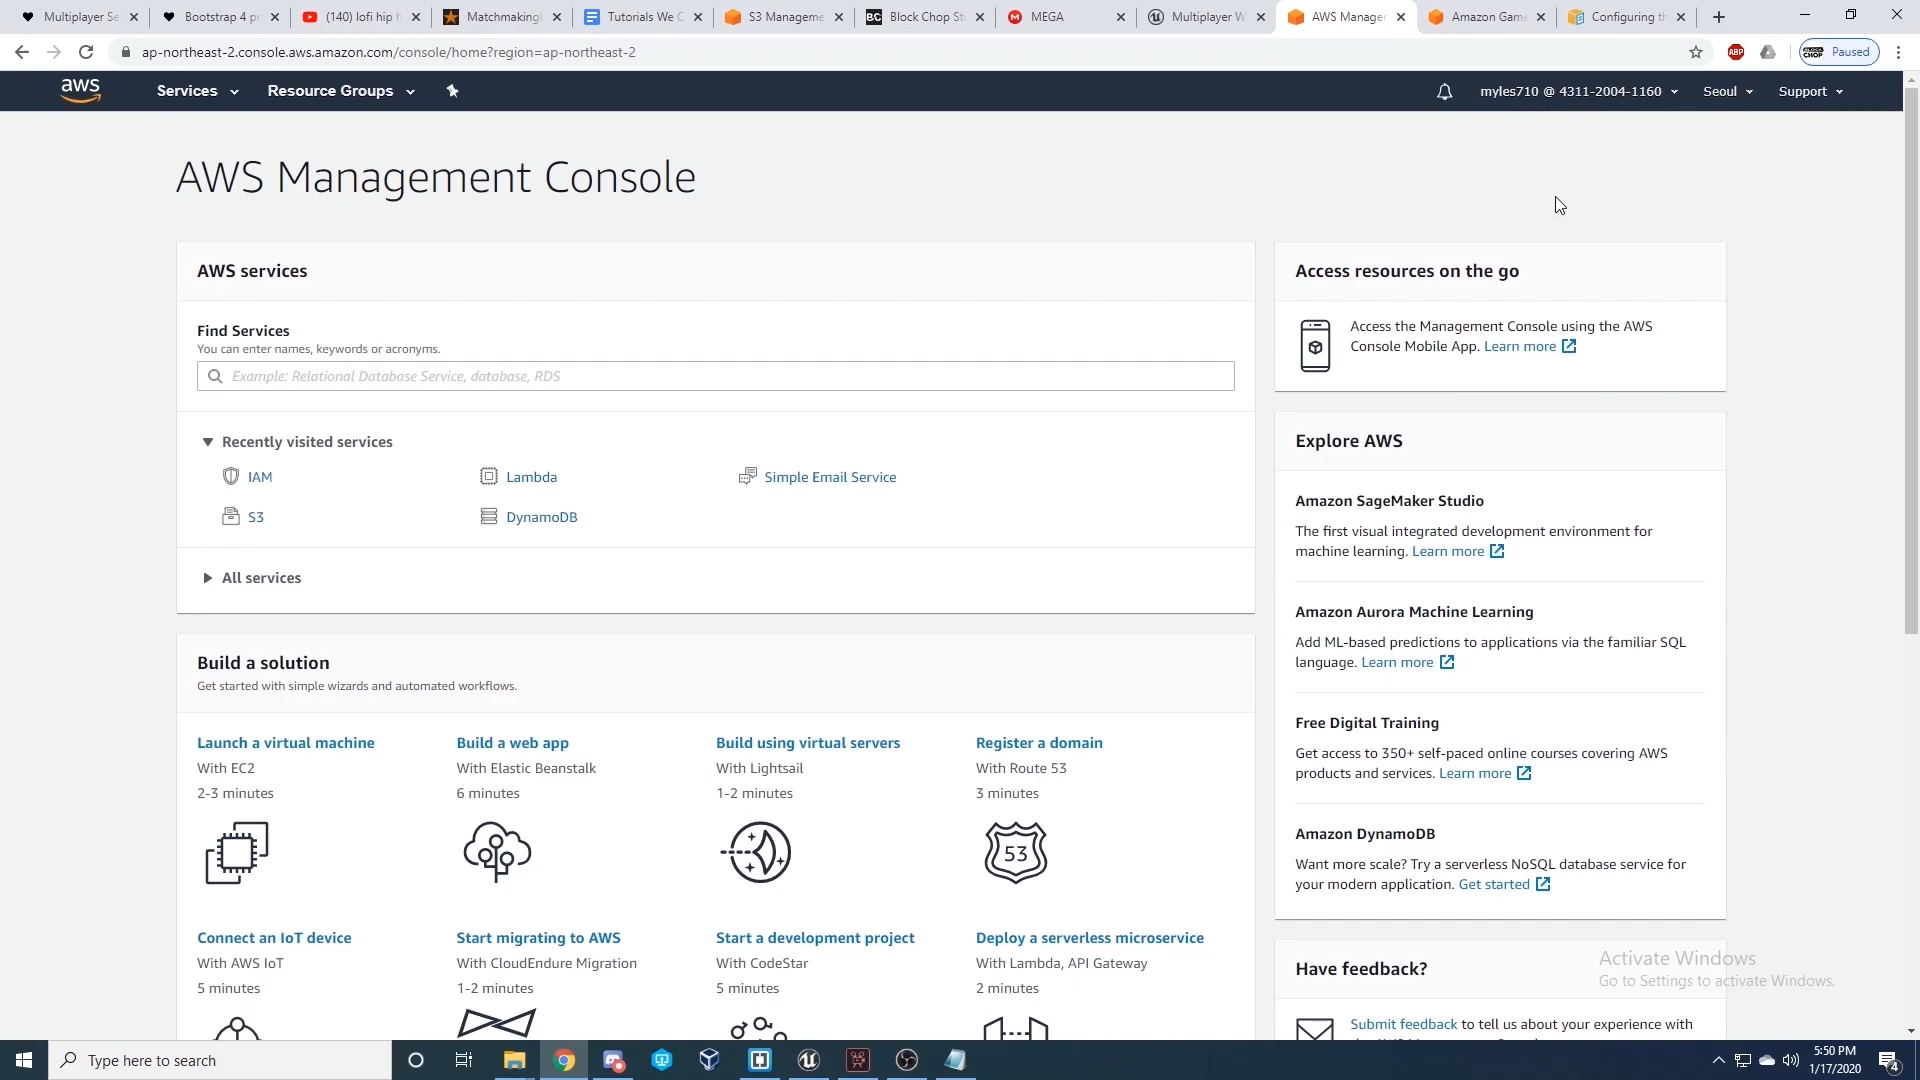 Multiplayer Se
Bootstrap 4 pr
(140) lofi hip h
Matchmaking
Tutorials We C
S3 Manageme
Block Chop St
MEGA
Multiplayer W
AWS Manager
Amazon Game
Configuring th
ap-northeast-2.console.aws.amazon.com/console/home?region=ap-northeast-2
ABP
Paused
aws
Services
Resource Groups
myles710 @ 4311-2004-1160
Seoul
Support
AWS Management Console
AWS services
Find Services
You can enter names, keywords or acronyms.
Example: Relational Database Service, database, RDS
Recently visited services
IAM
Lambda
Simple Email Service
S3
DynamoDB
All services
Build a solution
Get started with simple wizards and automated workflows.
Launch a virtual machine
With EC2
2-3 minutes
Build a web app
With Elastic Beanstalk
6 minutes
Build using virtual servers
With Lightsail
1-2 minutes
Register a domain
With Route 53
3 minutes
53
Connect an IoT device
With AWS IoT
5 minutes
Start migrating to AWS
With CloudEndure Migration
1-2 minutes
Start a development project
With CodeStar
5 minutes
Deploy a serverless microservice
With Lambda, API Gateway
2 minutes
Access resources on the go
Access the Management Console using the AWS
Console Mobile App. Learn more
Explore AWS
Amazon SageMaker Studio
The first visual integrated development environment for
machine learning. Learn more
Amazon Aurora Machine Learning
Add ML-based predictions to applications via the familiar SQL
language. Learn more
Free Digital Training
Get access to 350+ self-paced online courses covering AWS
products and services. Learn more
Amazon DynamoDB
Want more scale? Try a serverless NoSQL database service for
your modern application. Get started
Have feedback?
Submit feedback to tell us about your experience with
Activate Windows
Go to Settings to activate Windows.
Type here to search
5:50 PM
1/17/2020
4